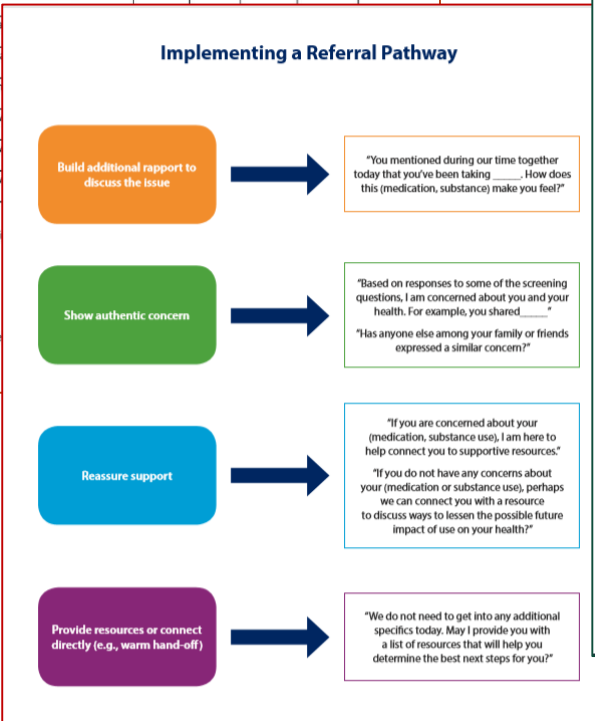 Implementing a Referral Pathway
Build additional rapport to
discuss the issue
“You mentioned during our time together
today that you’ve been taking _____. How does
this (medication, substance) make you feel?”
Show authentic concern
“Based on responses to some of the screening
questions, I am concerned about you and your
health. For example, you shared_____”
“Has anyone else among your family or friends
expressed a similar concern?”
Reassure support
“If you are concerned about your
(medication, substance use), I am here to
help connect you to supportive resources.”
“If you do not have any concerns about
your (medication or substance use), perhaps
we can connect you with a resource
to discuss ways to lessen the possible future
impact of use on your health?”
Provide resources or connect
directly (e.g., warm hand-off)
“We do not need to get into any additional
specifics today. May I provide you with
a list of resources that will help you
determine the best next steps for you?”